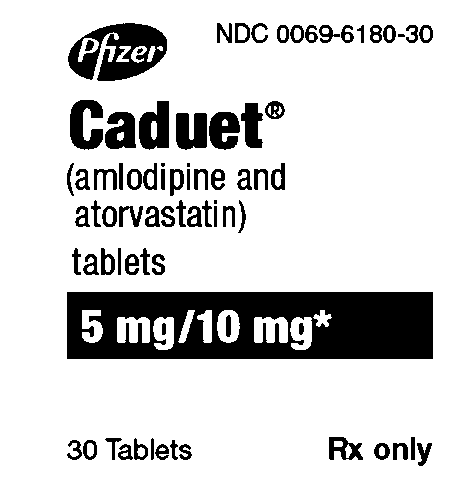 Pfizer
NDC 0069-6180-30
Caduet®
(amlodipine and
atorvastatin)
tablets
5 mg/10 mg*
30 Tablets
Rx only